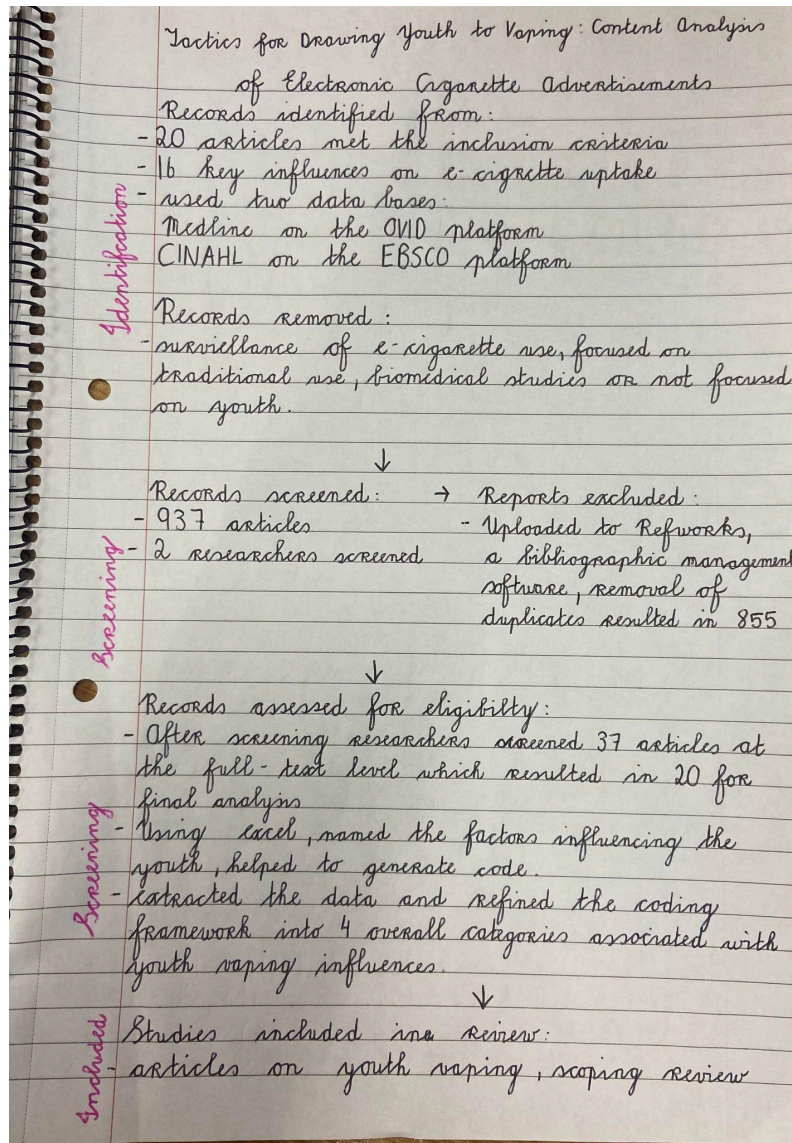 Tactics for Drawing Youth to Vaping: Content Analysis
of Electronic Cigarette Advertisements
Records identified from:
- 20 articles met the inclusion criteria
- 16 key influences on e-cigrette uptake
- used two data bases:
Medline on the OVID platform
CINAHL on the EBSCO platform
Identifcation
Records removed:
- surviellance of e-cigarette use, focused on
traditional use, biomedical studies or not focused
on youth.
↓
Records screened: → Reports excluded:
- 937 articles - Uploaded to Refworks,
- 2 researchers screened a bibliographic management
software, removal of
duplicates resulted in 855
Screening
↓
Records assessed for eligibilty:
- After screening researchers screened 37 articles at
the full-text level which resulted in 20 for
final analysis
- Using excel, named the factors influencing the
youth, helped to generate code.
- extracted the data and refined the coding
framework into 4 overall categories associated with
youth vaping influences.
Screening
↓
Studies included in Review:
- articles on youth vaping, scoping review
Included